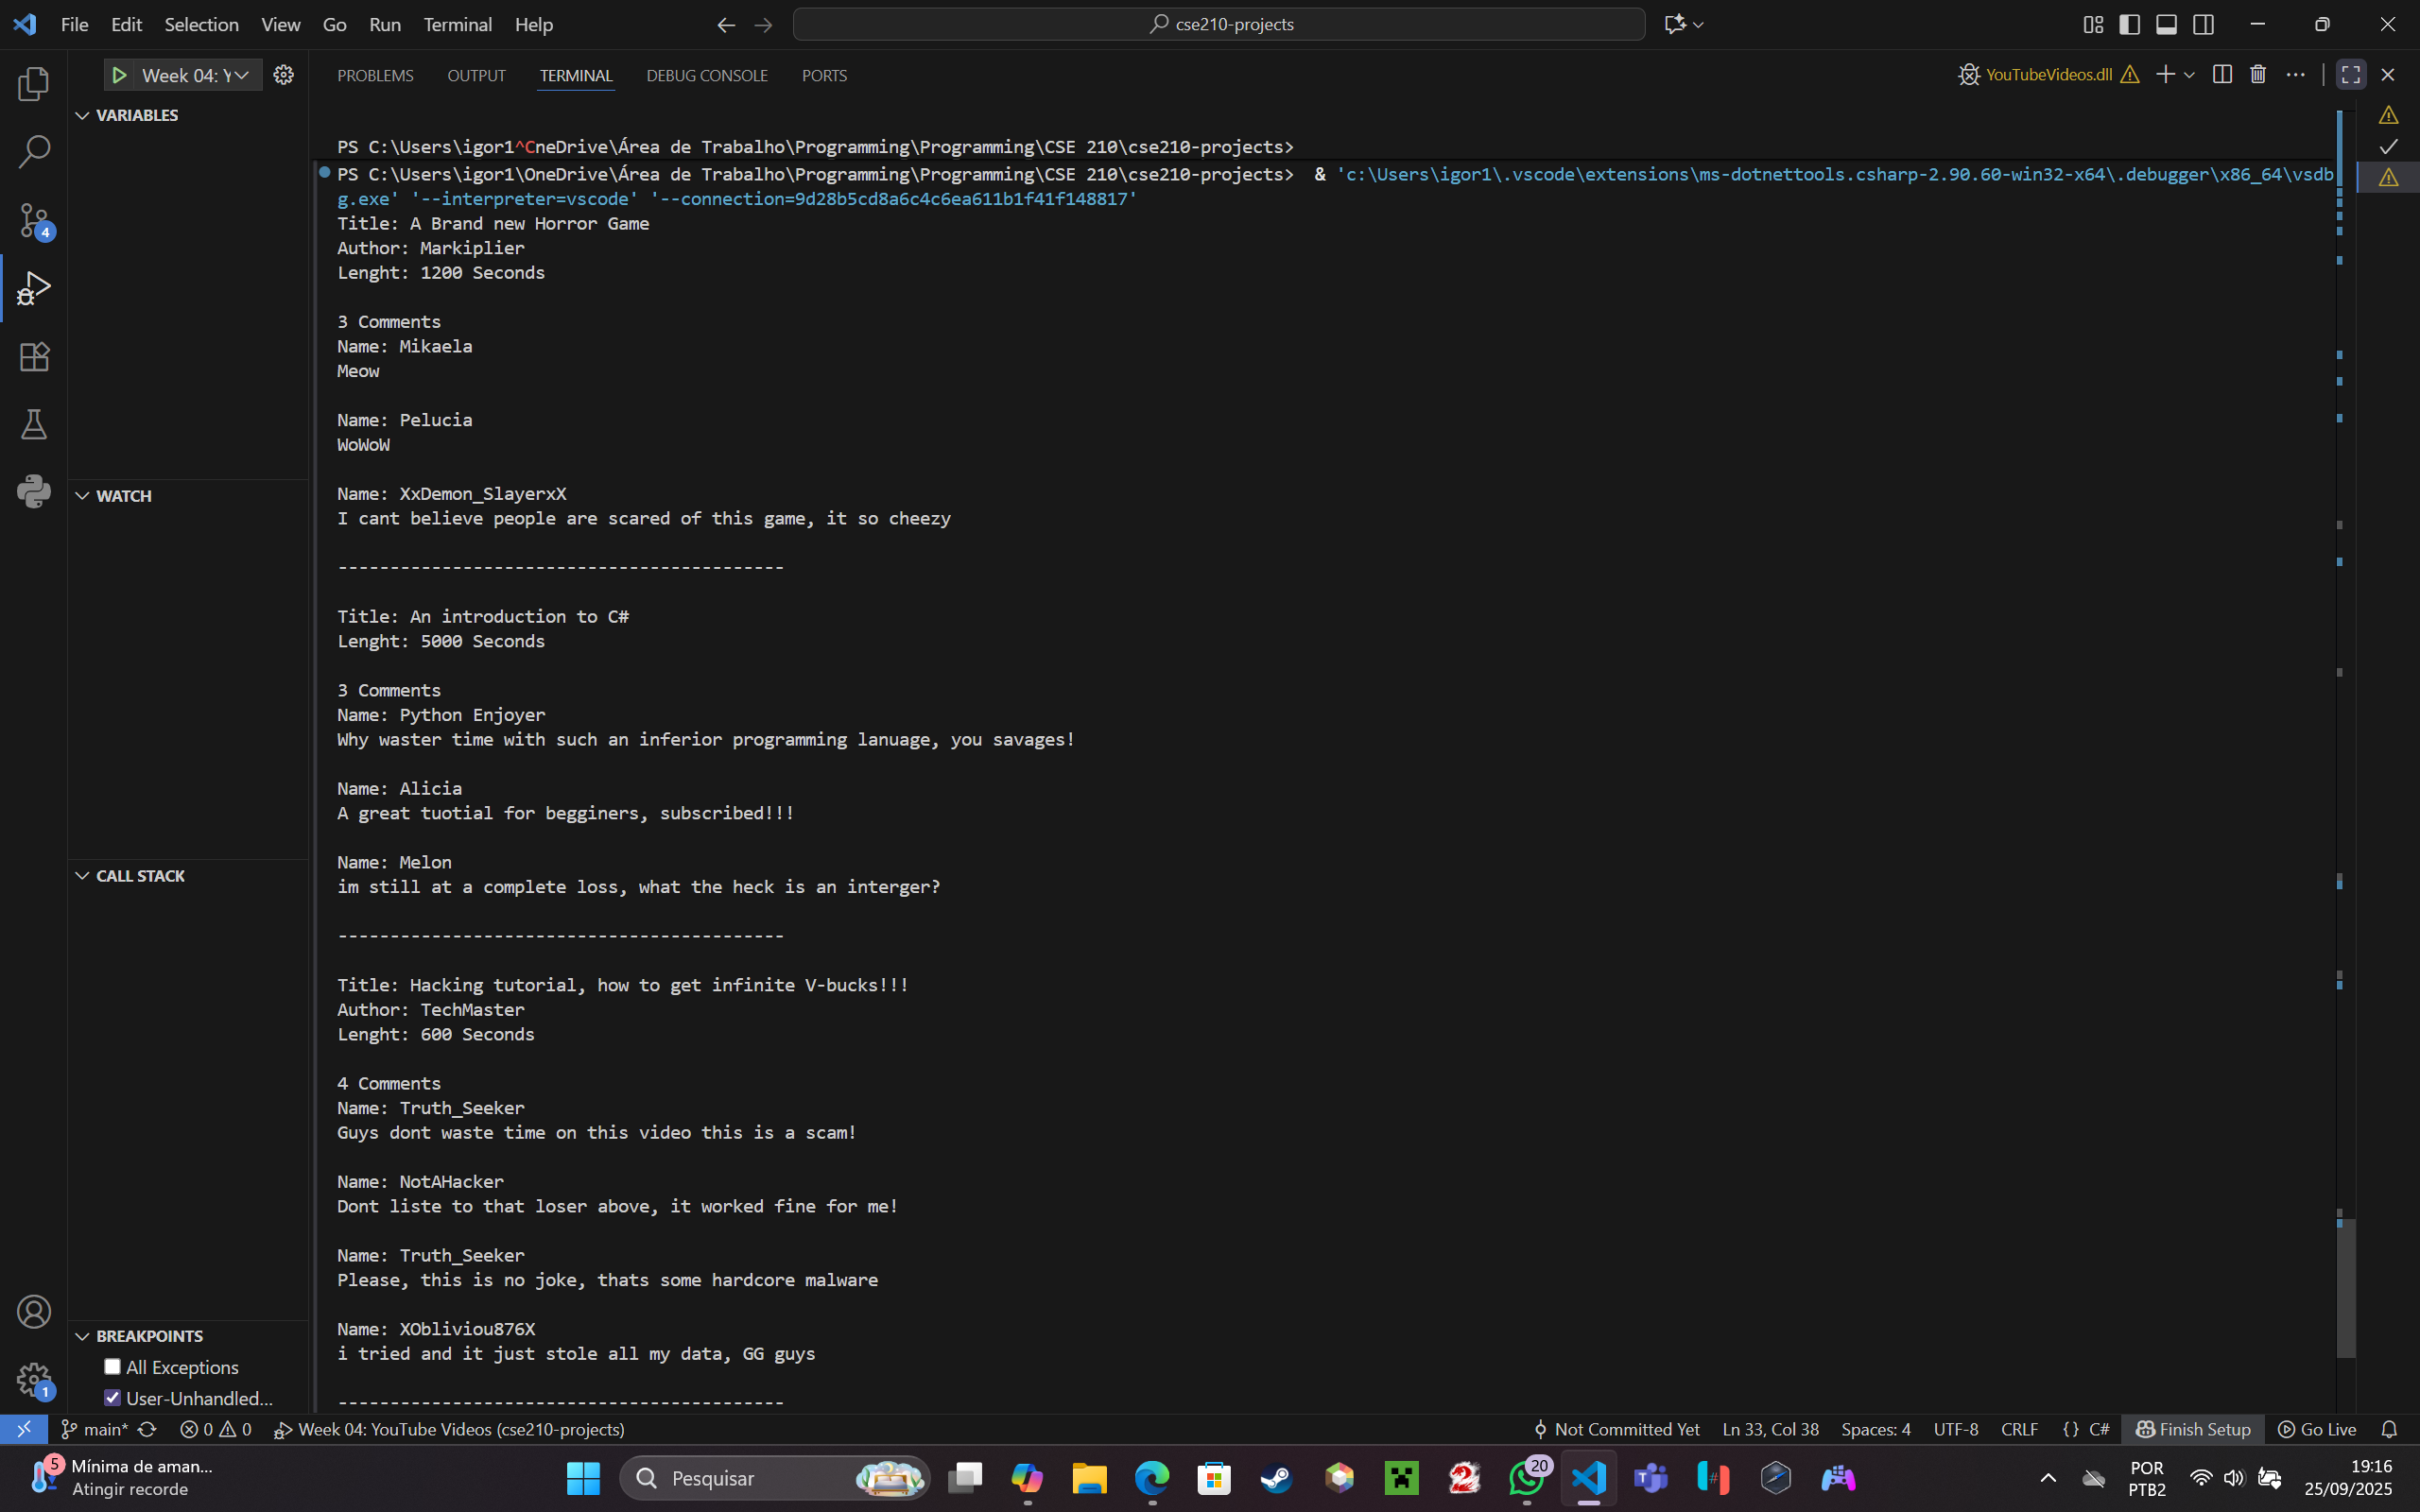 File Edit Selection View Go Run Terminal Help
cse210-projects
Week 04: Y
PROBLEMS OUTPUT TERMINAL DEBUG CONSOLE PORTS
YouTubeVideos.dll
VARIABLES
WATCH
CALL STACK
BREAKPOINTS
All Exceptions
User-Unhandled...
4
1
PS C:\Users\igor1^CneDrive\Área de Trabalho\Programming\Programming\CSE 210\cse210-projects>
PS C:\Users\igor1\OneDrive\Área de Trabalho\Programming\Programming\CSE 210\cse210-projects>  & 'c:\Users\igor1\.vscode\extensions\ms-dotnettools.csharp-2.90.60-win32-x64\.debugger\x86_64\vsdb
g.exe' '--interpreter=vscode' '--connection=9d28b5cd8a6c4c6ea611b1f41f148817'
Title: A Brand new Horror Game
Author: Markiplier
Lenght: 1200 Seconds
3 Comments
Name: Mikaela
Meow
Name: Pelucia
WoWoW
Name: XxDemon_SlayerxX
I cant believe people are scared of this game, it so cheezy
-------------------------------------------
Title: An introduction to C#
Lenght: 5000 Seconds
3 Comments
Name: Python Enjoyer
Why waster time with such an inferior programming lanuage, you savages!
Name: Alicia
A great tuotial for begginers, subscribed!!!
Name: Melon
im still at a complete loss, what the heck is an interger?
-------------------------------------------
Title: Hacking tutorial, how to get infinite V-bucks!!!
Author: TechMaster
Lenght: 600 Seconds
4 Comments
Name: Truth_Seeker
Guys dont waste time on this video this is a scam!
Name: NotAHacker
Dont liste to that loser above, it worked fine for me!
Name: Truth_Seeker
Please, this is no joke, thats some hardcore malware
Name: XObliviou876X
i tried and it just stole all my data, GG guys
-------------------------------------------
main* 0 0 Week 04: YouTube Videos (cse210-projects) Not Committed Yet Ln 33, Col 38 Spaces: 4 UTF-8 CRLF {} C# Finish Setup Go Live
5
Mínima de aman...
Atingir recorde
Pesquisar
20
POR
PTB2
19:16
25/09/2025